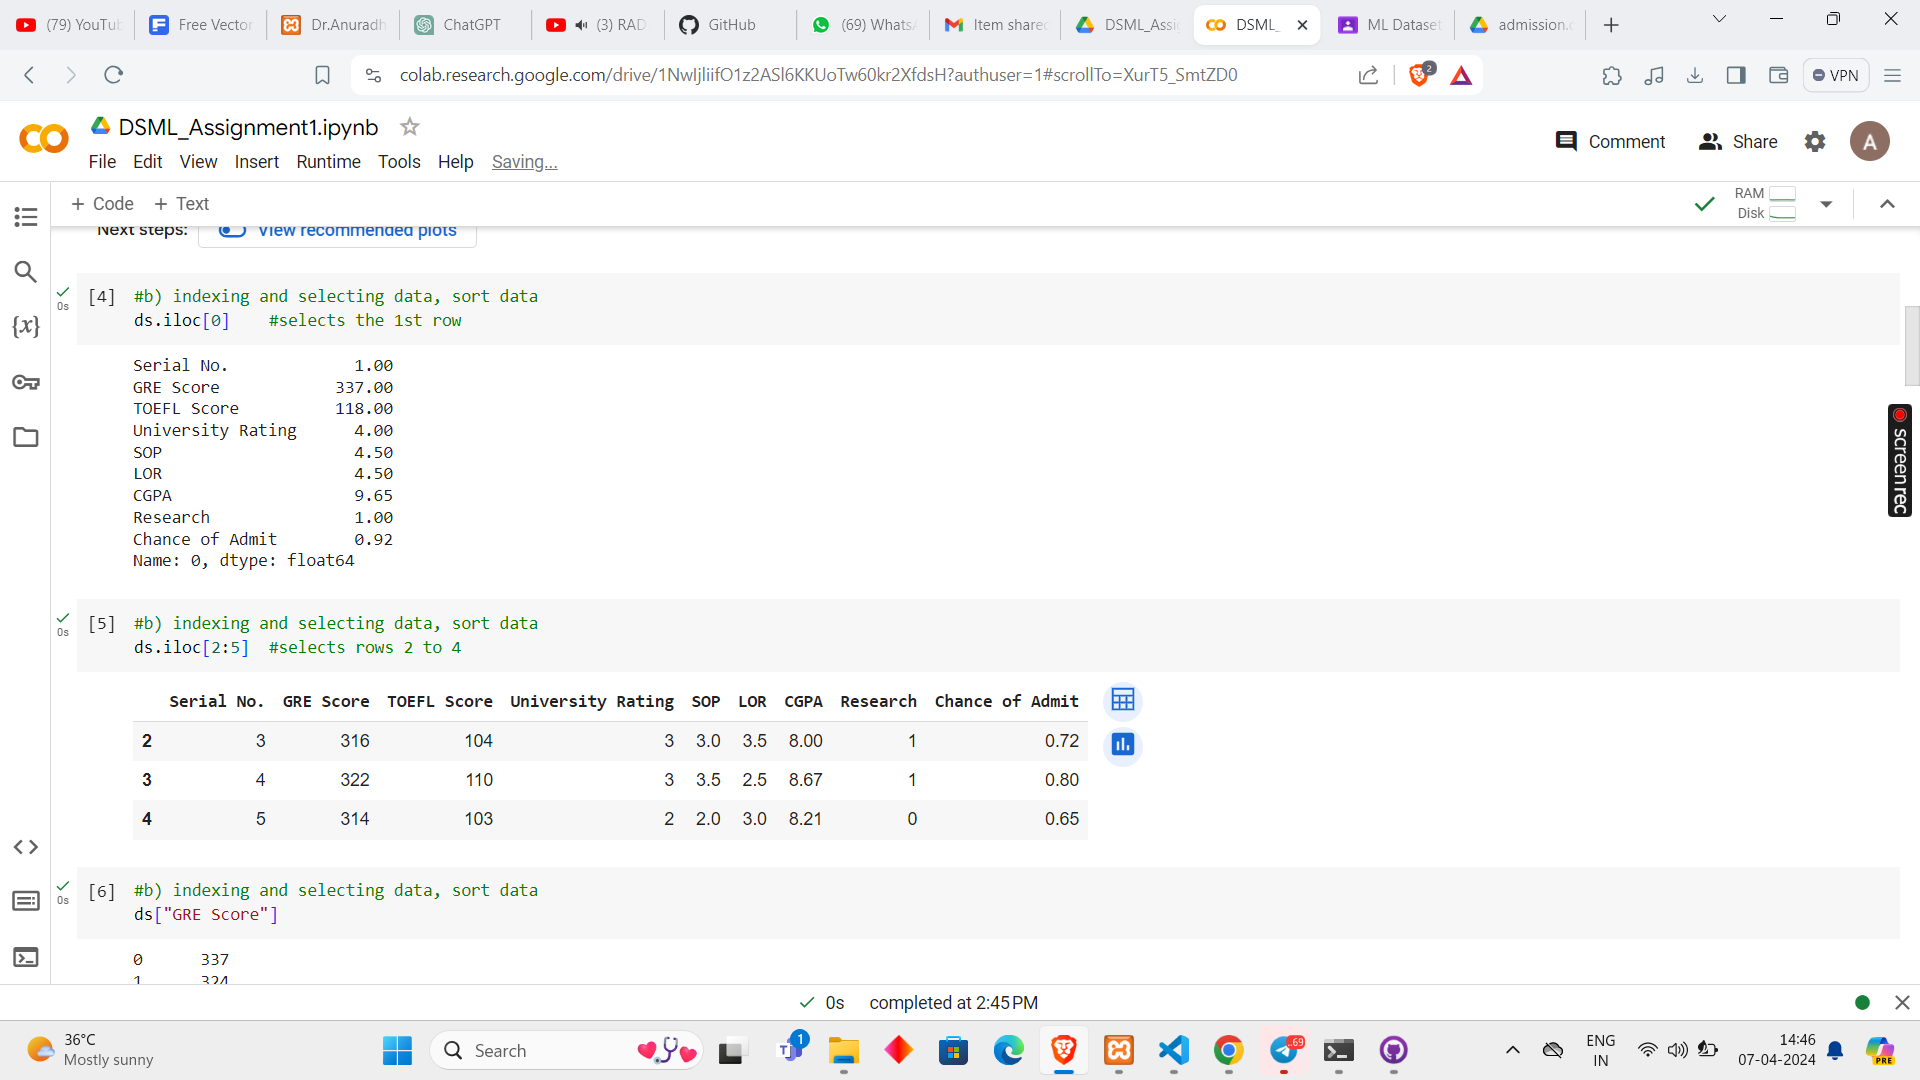 (79) YouTub
Free Vector
Dr.Anuradh
ChatGPT
(3) RAD
GitHub
(69) WhatsA
Item share
DSML_Assi
DSML_
ML Dataset
admission.c
colab.research.google.com/drive/1NwIjliifO1z2ASl6KKUoTw60kr2XfdsH?authuser=1#scrollTo=XurT5_SmtZD0
2
VPN
DSML_Assignment1.ipynb
File Edit View Insert Runtime Tools Help Saving...
Comment
Share
A
+ Code + Text
RAM
Disk
Next steps: View recommended plots
0s
[4] #b) indexing and selecting data, sort data
ds.iloc[0] #selects the 1st row
Serial No. 1.00
GRE Score 337.00
TOEFL Score 118.00
University Rating 4.00
SOP 4.50
LOR 4.50
CGPA 9.65
Research 1.00
Chance of Admit 0.92
Name: 0, dtype: float64
screenrec
0s
[5] #b) indexing and selecting data, sort data
ds.iloc[2:5] #selects rows 2 to 4
Serial No. GRE Score TOEFL Score University Rating SOP LOR CGPA Research Chance of Admit
2 3 316 104 3 3.0 3.5 8.00 1 0.72
3 4 322 110 3 3.5 2.5 8.67 1 0.80
4 5 314 103 2 2.0 3.0 8.21 0 0.65
0s
[6] #b) indexing and selecting data, sort data
ds["GRE Score"]
0 337
1 324
0s completed at 2:45 PM
36°C
Mostly sunny
Search
1
69
ENG
IN
14:46
07-04-2024
PRE